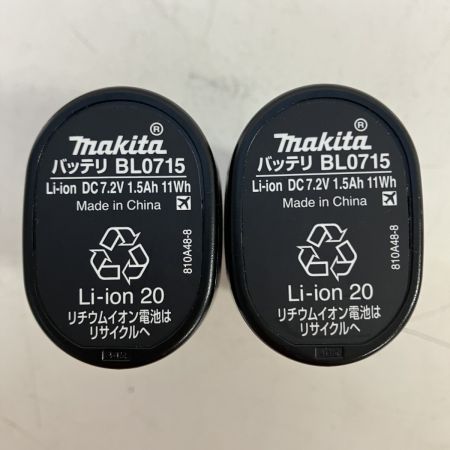 makita®
バッテリ BL0715
Li-ion DC 7.2V 1.5Ah 11Wh
Made in China
810A48-8
Li-ion 20
リチウムイオン電池は
リサイクルへ
makita®
バッテリ BL0715
Li-ion DC 7.2V 1.5Ah 11Wh
Made in China
810A48-8
Li-ion 20
リチウムイオン電池は
リサイクルへ